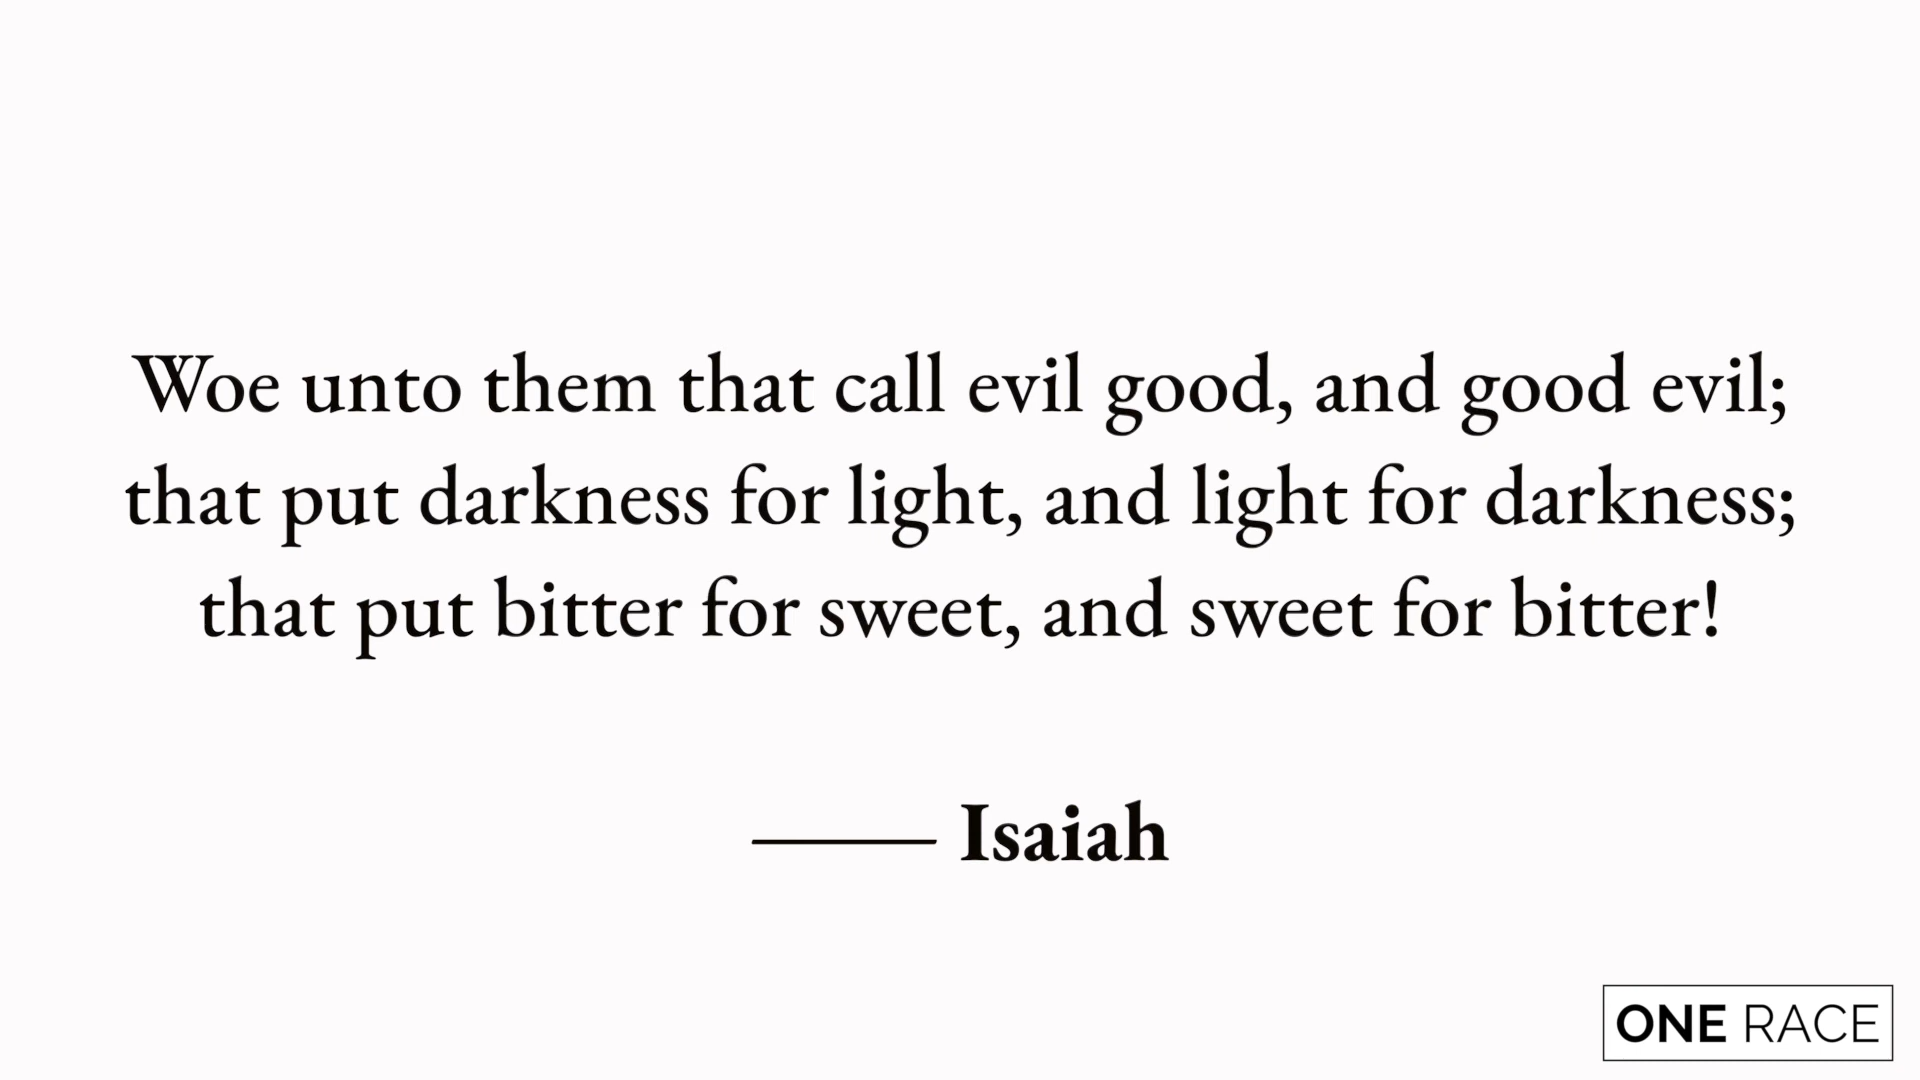 Woe unto them that call evil good, and good evil;
that put darkness for light, and light for darkness;
that put bitter for sweet, and sweet for bitter!
—— Isaiah
ONE RACE